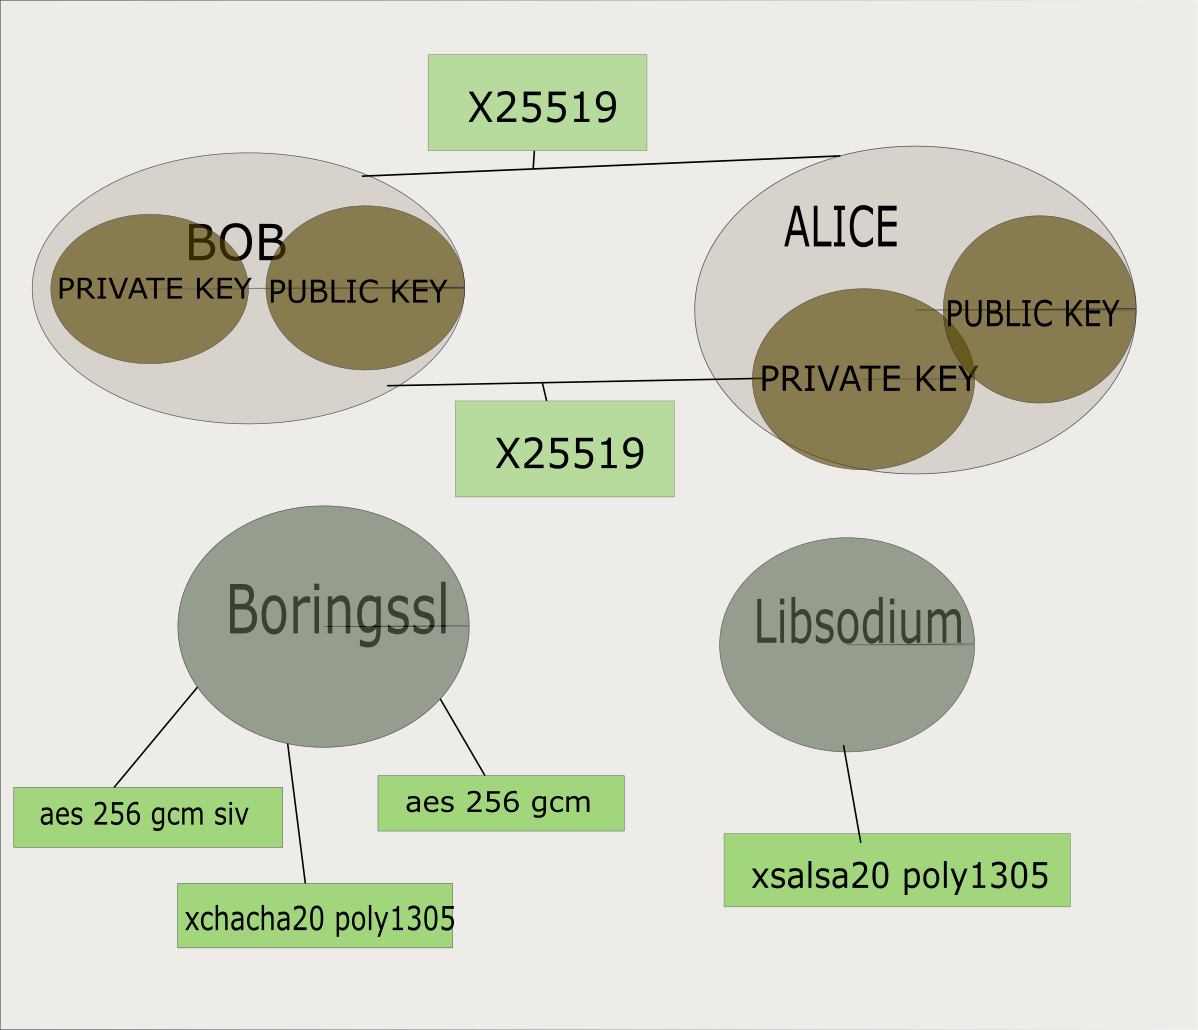 X25519
BOB
ALICE
PRIVATE KEY
PUBLIC KEY
PUBLIC KEY
PRIVATE KEY
X25519
Boringssl
Libsodium
aes 256 gcm siv
aes 256 gcm
xchacha20 poly1305
xsalsa20 poly1305